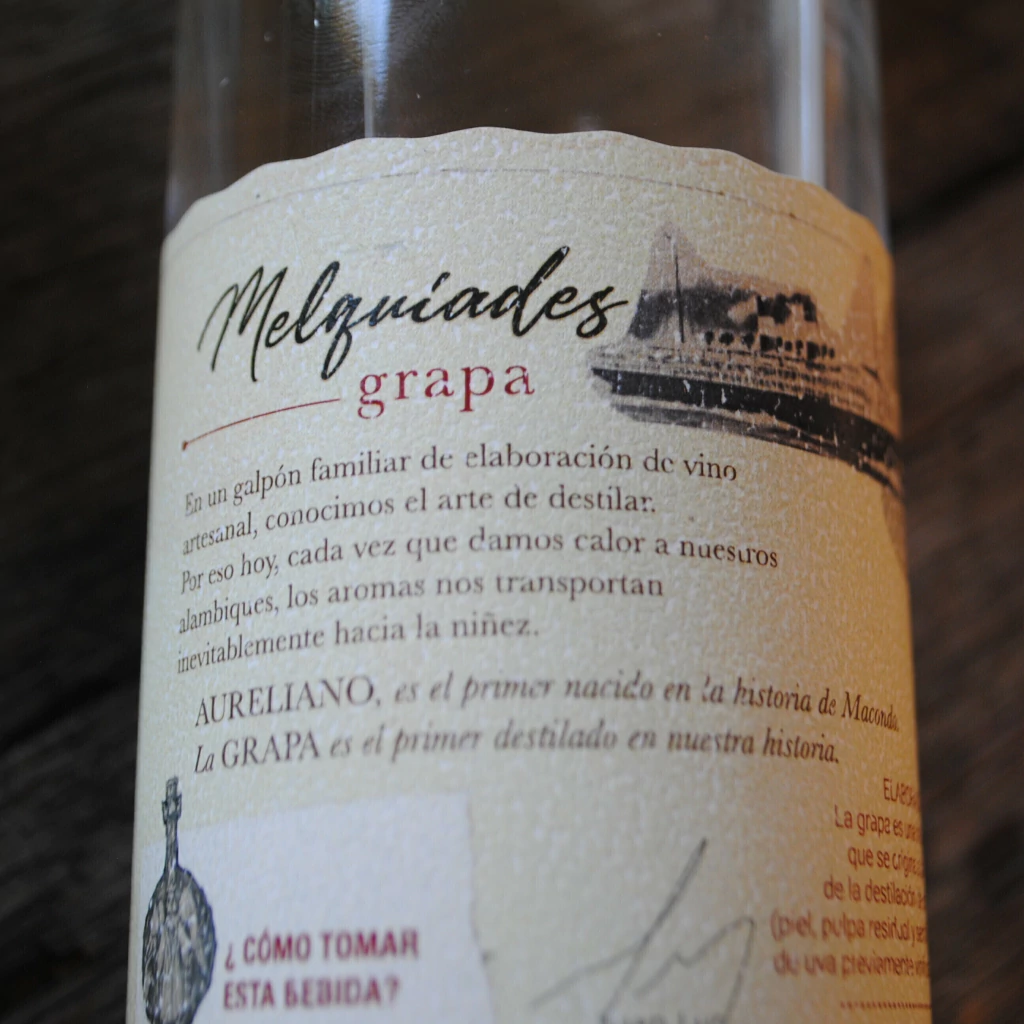 Melquíades
grapa
En un galpón familiar de elaboración de vino
artesanal, conocimos el arte de destilar.
Por eso hoy, cada vez que damos calor a nuestros
alambiques, los aromas nos transportan
inevitablemente hacia la niñez.
AURELIANO, es el primer nacido en la historia de Macondo.
La GRAPA es el primer destilado en nuestra historia.
La grapa es
que se
de la destilación
(piel, pulpa residual y
de uva previamente
¿CÓMO TOMAR
ESTA BEBIDA?